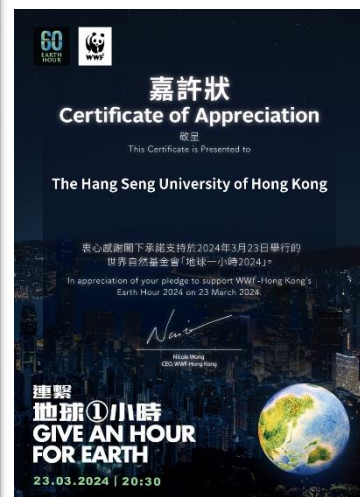 60
EARTH
HOUR
WWF
嘉許狀
Certificate of Appreciation
敬呈
This Certificate is Presented to
The Hang Seng University of Hong Kong
衷心感謝閣下承諾支持於2024年3月23日舉行的
世界自然基金會「地球一小時2024」。
In appreciation of your pledge to support WWF-Hong Kong's
Earth Hour 2024 on 23 March 2024.
Nicole Wong
CEO, WWF-Hong Kong
連繫
地球①小時
GIVE AN HOUR
FOR EARTH
23.03.2024 | 20:30